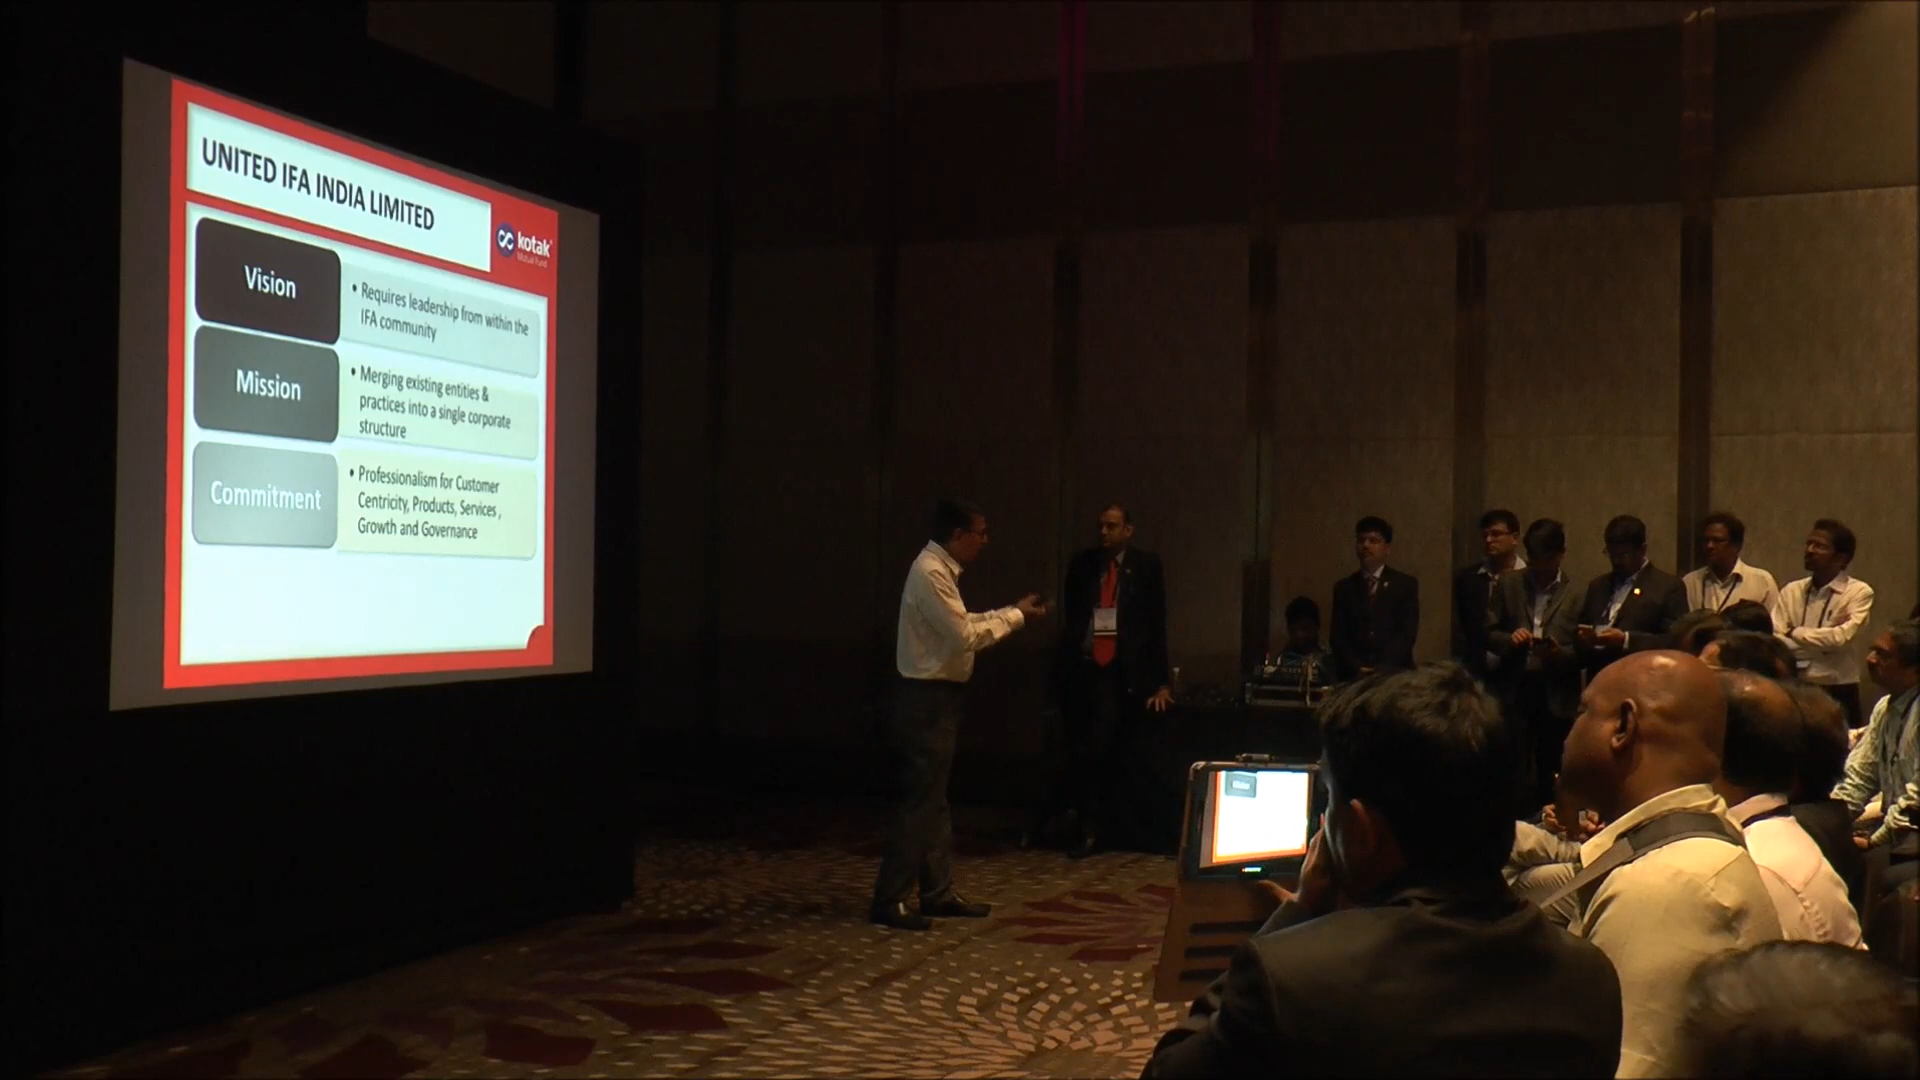 UNITED IFA INDIA LIMITED
kotak
Mutual Fund
Vision
• Requires leadership from within the
IFA community
Mission
• Merging existing entities &
practices into a single corporate
structure
Commitment
• Professionalism for Customer
Centricity, Products, Services ,
Growth and Governance